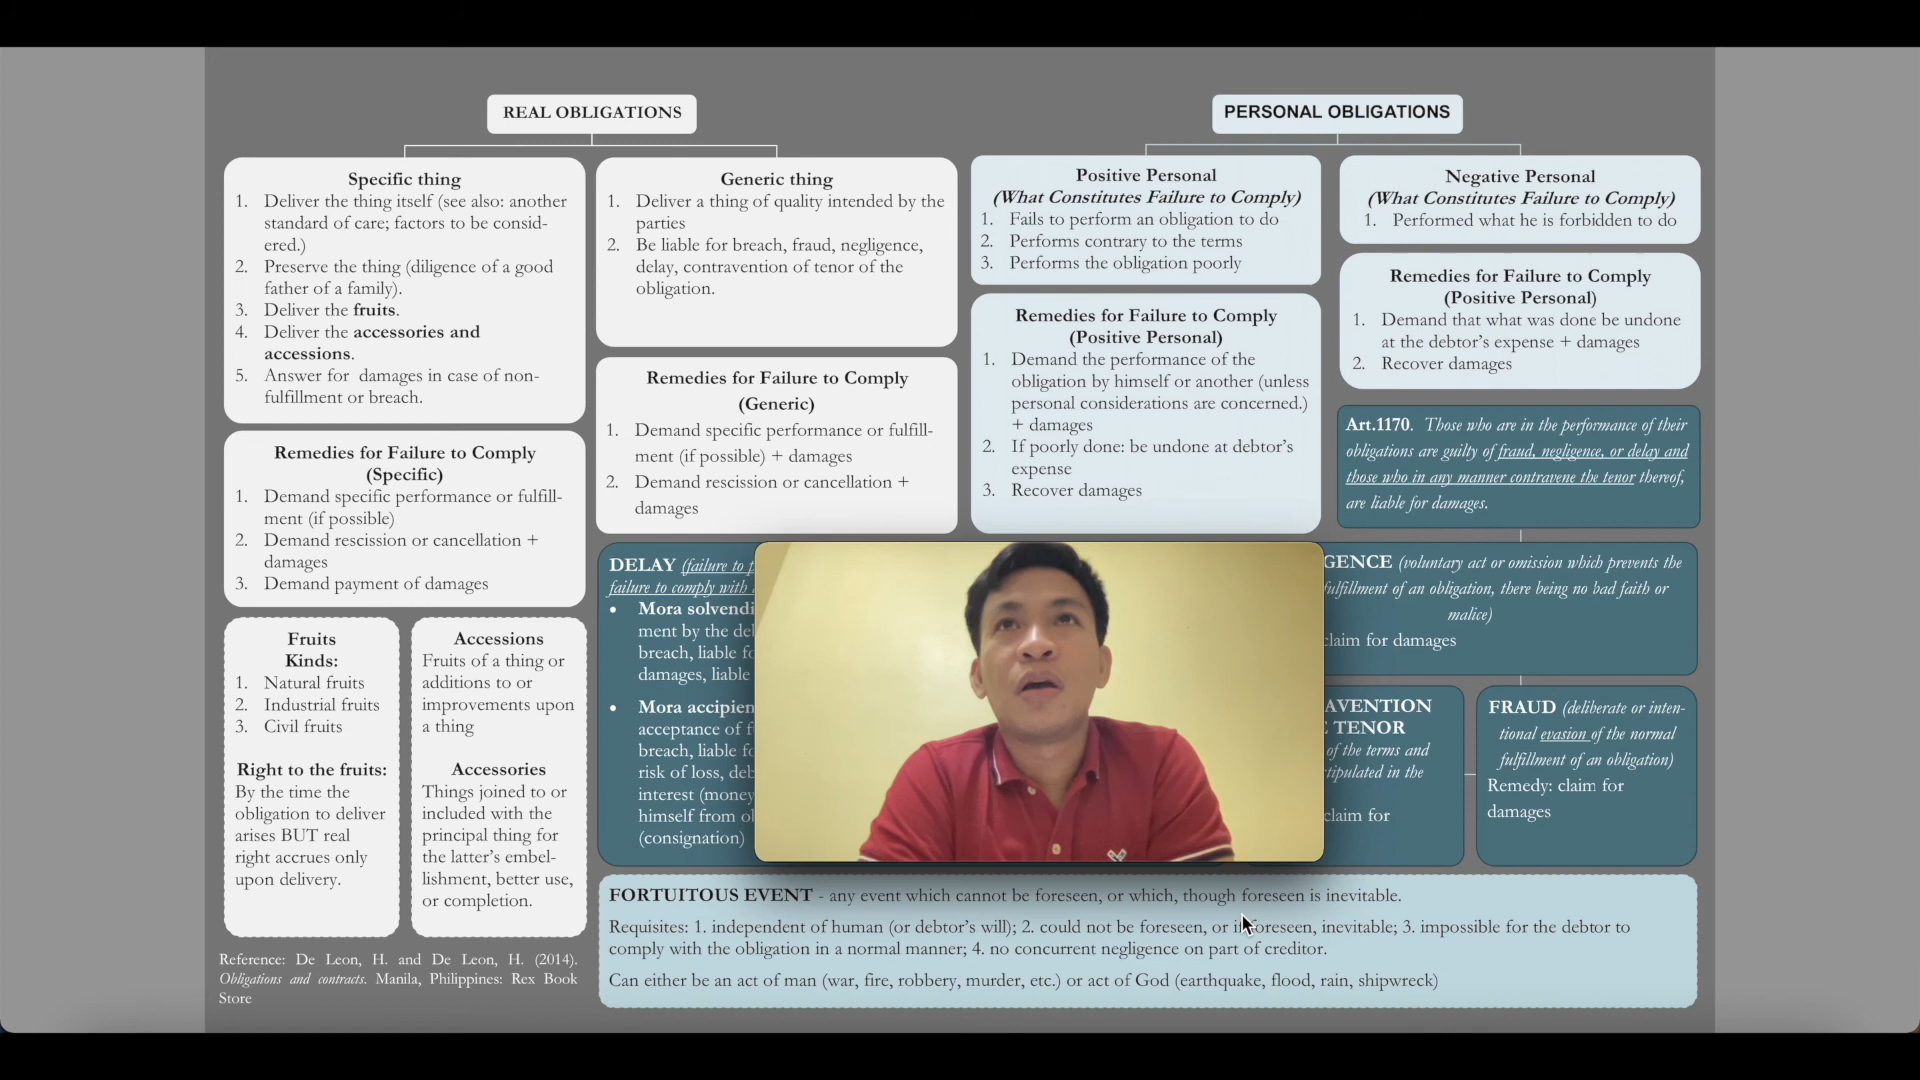 REAL OBLIGATIONS
Specific thing
1. Deliver the thing itself (see also: another
standard of care; factors to be consid-
ered.)
2. Preserve the thing (diligence of a good
father of a family).
3. Deliver the fruits.
4. Deliver the accessories and
accessions.
5. Answer for damages in case of non-
fulfillment or breach.
Remedies for Failure to Comply
(Specific)
1. Demand specific performance or fulfill-
ment (if possible)
2. Demand rescission or cancellation +
damages
3. Demand payment of damages
Fruits
Kinds:
1. Natural fruits
2. Industrial fruits
3. Civil fruits
Right to the fruits:
By the time the
obligation to deliver
arises BUT real
right accrues only
upon delivery.
Accessions
Fruits of a thing or
additions to or
improvements upon
a thing
Accessories
Things joined to or
included with the
principal thing for
the latter's embel-
lishment, better use,
or completion.
Reference: De Leon, H. and De Leon, H. (2014).
Obligations and contracts. Manila, Philippines: Rex Book
Store
Generic thing
1. Deliver a thing of quality intended by the
parties
2. Be liable for breach, fraud, negligence,
delay, contravention of tenor of the
obligation.
Remedies for Failure to Comply
(Generic)
1. Demand specific performance or fulfill-
ment (if possible) + damages
2. Demand rescission or cancellation +
damages
PERSONAL OBLIGATIONS
Positive Personal
(What Constitutes Failure to Comply)
1. Fails to perform an obligation to do
2. Performs contrary to the terms
3. Performs the obligation poorly
Remedies for Failure to Comply
(Positive Personal)
1. Demand the performance of the
obligation by himself or another (unless
personal considerations are concerned.)
+ damages
2. If poorly done: be undone at debtor's
expense
3. Recover damages
Negative Personal
(What Constitutes Failure to Comply)
1. Performed what he is forbidden to do
Remedies for Failure to Comply
(Positive Personal)
1. Demand that what was done be undone
at the debtor's expense + damages
2. Recover damages
Art.1170. Those who are in the performance of their
obligations are guilty of fraud, negligence, or delay and
those who in any manner contravene the tenor thereof,
are liable for damages.
DELAY (failure to
failure to comply with
• Mora solvendi
ment by the
breach, liable
damages, liable
• Mora
acceptance of
breach, liable
risk of loss,
interest (money
himself from
(consignation)
GENCE (voluntary act or omission which prevents the
fulfillment of an obligation, there being no bad faith or
malice)
claim for damages
AVENTION
TENOR
of the terms and
stipulated in the
claim for
FRAUD (deliberate or inten-
tional evasion of the normal
fulfillment of an obligation)
Remedy: claim for
damages
FORTUITOUS EVENT - any event which cannot be foreseen, or which, though foreseen is inevitable.
Requisites: 1. independent of human (or debtor's will); 2. could not be foreseen, or if foreseen, inevitable; 3. impossible for the debtor to
comply with the obligation in a normal manner; 4. no concurrent negligence on part of creditor.
Can either be an act of man (war, fire, robbery, murder, etc.) or act of God (earthquake, flood, rain, shipwreck)